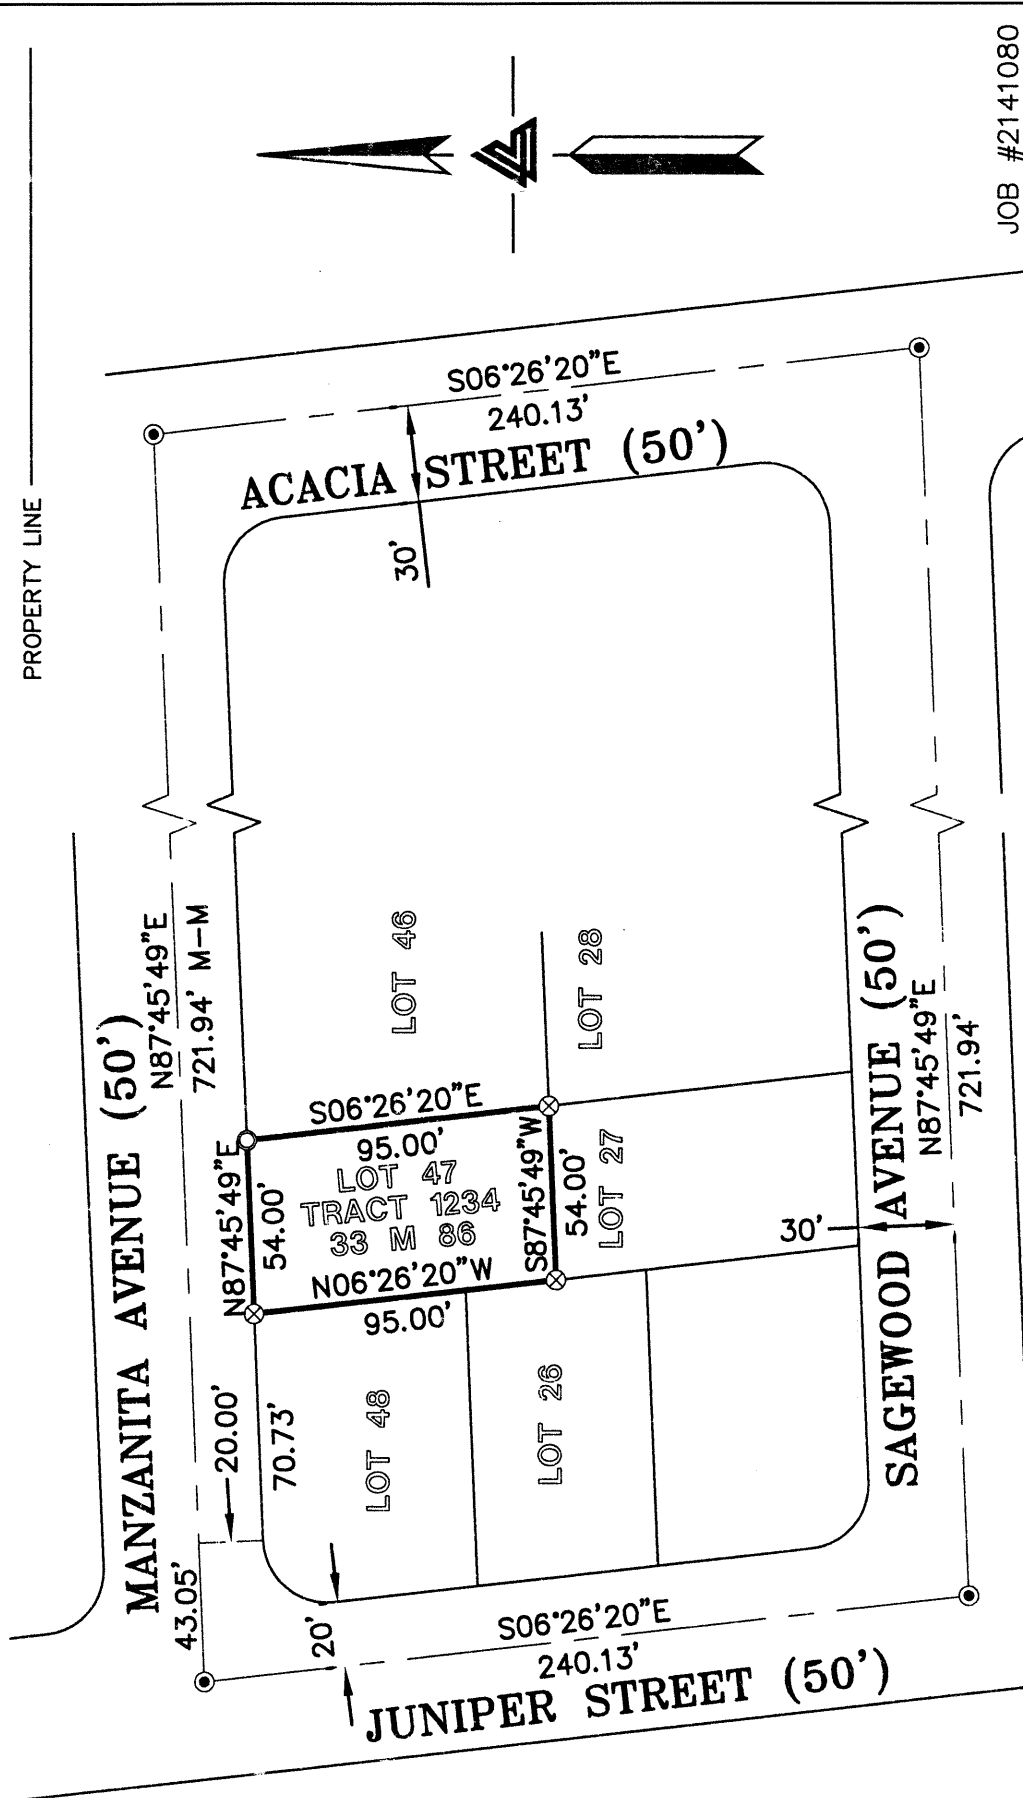 PROPERTY LINE
JOB #2141080
S06°26'20"E
240.13'
ACACIA STREET (50')
30'
MANZANITA AVENUE (50')
N87°45'49"E
721.94' M-M
LOT 46
LOT 28
S06°26'20"E
95.00'
N87°45'49"E
54.00'
LOT 47
TRACT 1234
33 M 86
S87°45'49"W
54.00'
N06°26'20"W
95.00'
LOT 27
30'
SAGEWOOD AVENUE (50')
N87°45'49"E
721.94'
20.00'
70.73'
LOT 48
LOT 26
43.05'
20'
S06°26'20"E
240.13'
JUNIPER STREET (50')